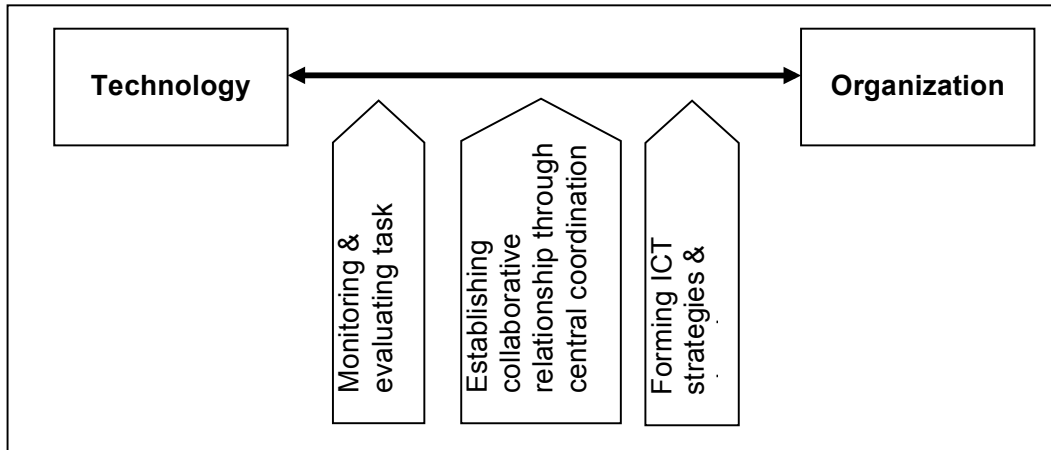 Technology
Organization
Monitoring &
evaluating task
Establishing
collaborative
relationship through
central coordination
Forming ICT
strategies &